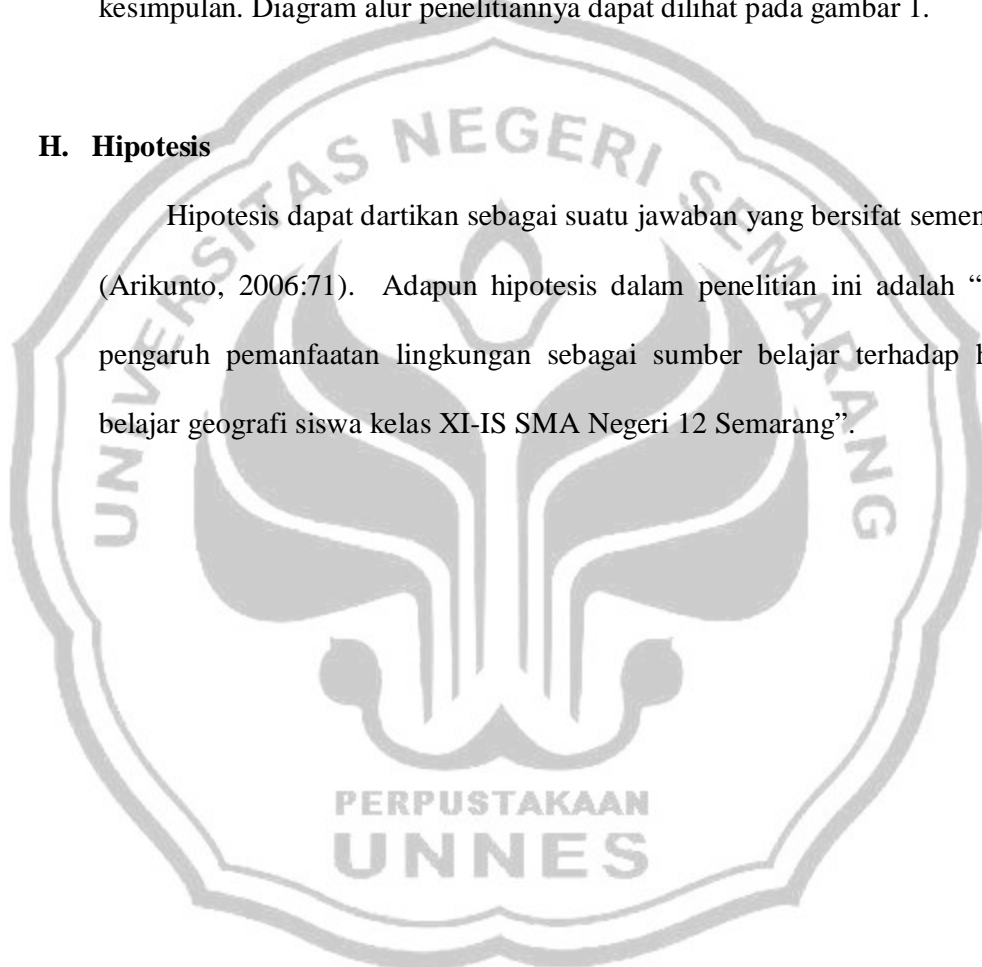 kesimpulan. Diagram alur penelitiannya dapat dilihat pada gambar 1.
H. Hipotesis
Hipotesis dapat dartikan sebagai suatu jawaban yang bersifat semen
(Arikunto, 2006:71). Adapun hipotesis dalam penelitian ini adalah “
pengaruh pemanfaatan lingkungan sebagai sumber belajar terhadap h
belajar geografi siswa kelas XI-IS SMA Negeri 12 Semarang”.
UNIVERSITAS NEGERI SEMARANG
PERPUSTAKAAN
UNNES